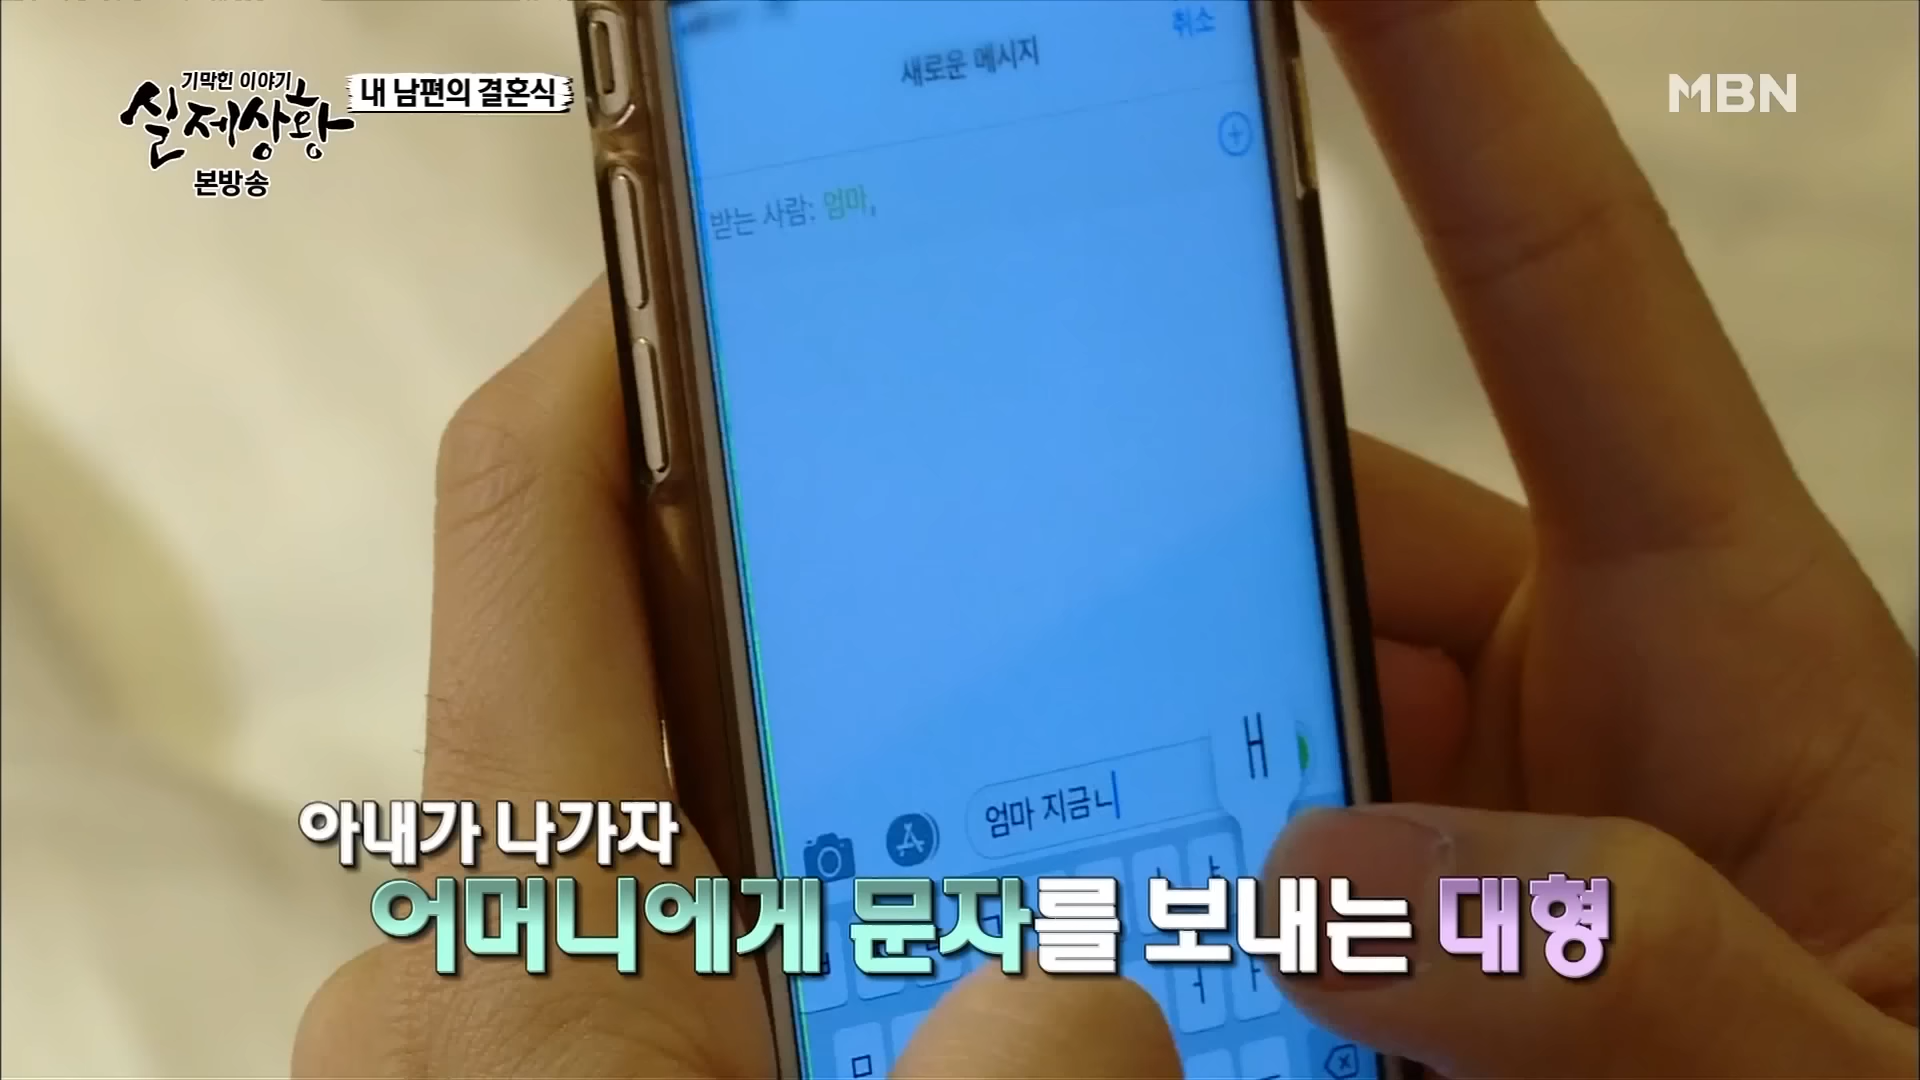 기막힌 이야기
실제상황
본방송
내 남편의 결혼식
MBN
취소
새로운 메시지
받는 사람: 엄마,
엄마 지금ㄴ
ㅐ
아내가 나가자
어머니에게 문자를 보내는 대형
ㅓ ㅏ
ㅁ